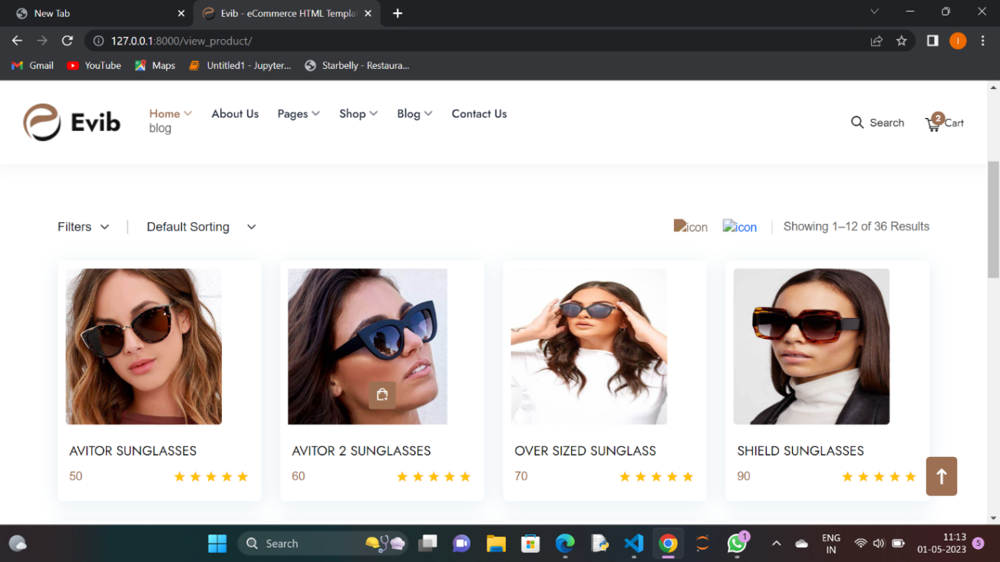 New Tab
Evib - eCommerce HTML Templa
127.0.0.1:8000/view_product/
I
Gmail
YouTube
Maps
Untitled1 - Jupyter...
Starbelly - Restaura...
Evib
Home
About Us
Pages
Shop
Blog
Contact Us
blog
Search
2
Cart
Filters
Default Sorting
icon
icon
Showing 1–12 of 36 Results
AVITOR SUNGLASSES
50
AVITOR 2 SUNGLASSES
60
OVER SIZED SUNGLASS
70
SHIELD SUNGLASSES
90
Search
1
ENG
IN
11:13
01-05-2023
5